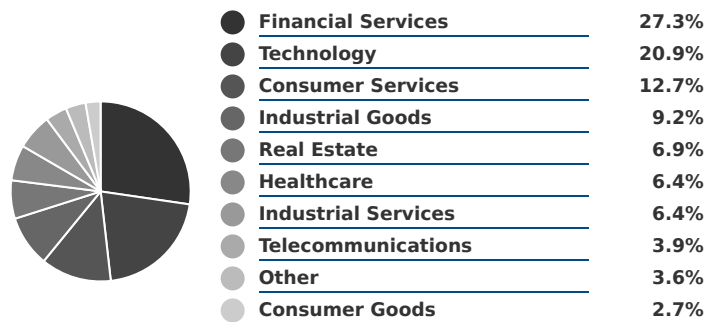 Financial Services 27.3%
Technology 20.9%
Consumer Services 12.7%
Industrial Goods 9.2%
Real Estate 6.9%
Healthcare 6.4%
Industrial Services 6.4%
Telecommunications 3.9%
Other 3.6%
Consumer Goods 2.7%